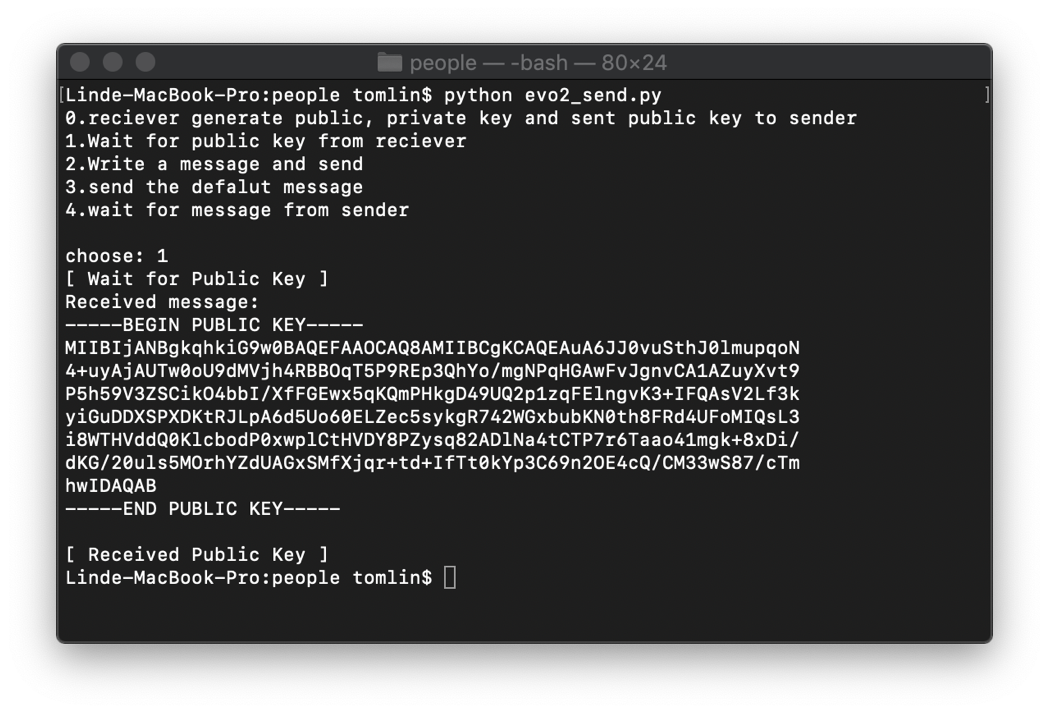 people — -bash — 80×24
[Linde-MacBook-Pro:people tomlin$ python evo2_send.py ]
0.reciever generate public, private key and sent public key to sender
1.Wait for public key from reciever
2.Write a message and send
3.send the defalut message
4.wait for message from sender
choose: 1
[ Wait for Public Key ]
Received message:
-----BEGIN PUBLIC KEY-----
MIIBIjANBgkqhkiG9w0BAQEFAAOCAQ8AMIIBCgKCAQEAuA6JJ0vuSthJ0lmupqoN
4+uyAjAUTw0oU9dMVjh4RBBOqT5P9REp3QhYo/mgNPqHGAwFvJgnvCA1AZuyXvt9
P5h59V3ZSCikO4bbI/XfFGEwx5qKQmPHkgD49UQ2p1zqFElngvK3+IFQAsV2Lf3k
yiGuDDXSPXDKtRJLpA6d5Uo60ELZec5sykgR742WGxbubKN0th8FRd4UFoMIQsL3
i8WTHVddQ0KlcbodP0xwplCtHVDY8PZysq82ADlNa4tCTP7r6Taao41mgk+8xDi/
dKG/20uls5MOrhYZdUAGxSMfXjqr+td+IfTt0kYp3C69n2OE4cQ/CM33wS87/cTm
hwIDAQAB
-----END PUBLIC KEY-----
[ Received Public Key ]
Linde-MacBook-Pro:people tomlin$